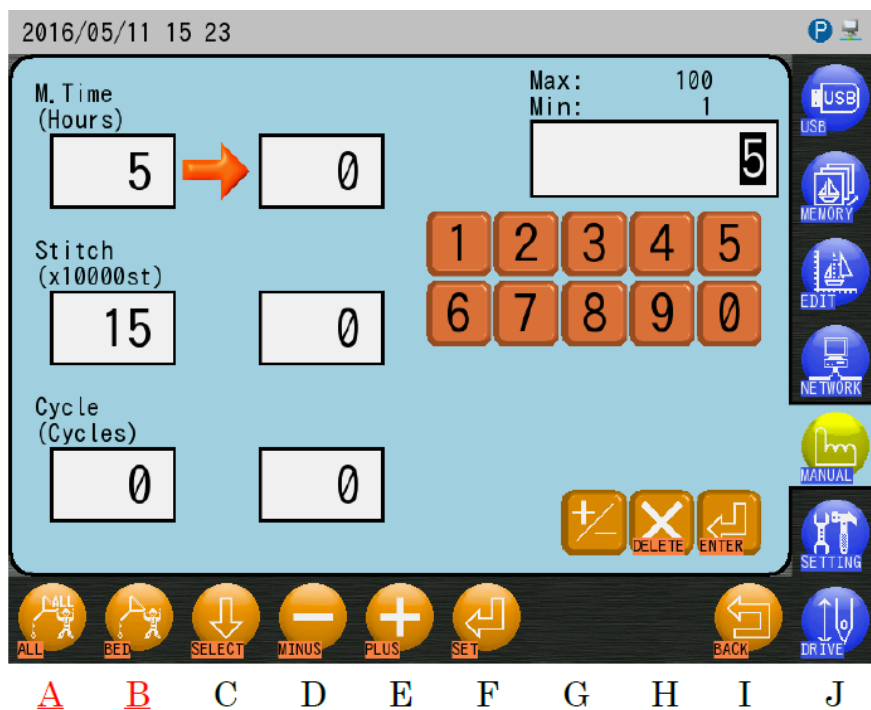 2016/05/11 15 23
P
M.Time
(Hours)
5
0
Max: 100
Min: 1
5
USB
USB
MEMORY
1 2 3 4 5
Stitch
(x10000st)
15
0
6 7 8 9 0
EDIT
NETWORK
Cycle
(Cycles)
0
0
MANUAL
+/-
DELETE
ENTER
SETTING
ALL
ALL
BED
SELECT
MINUS
PLUS
SET
BACK
DRIVE
A B C D E F G H I J